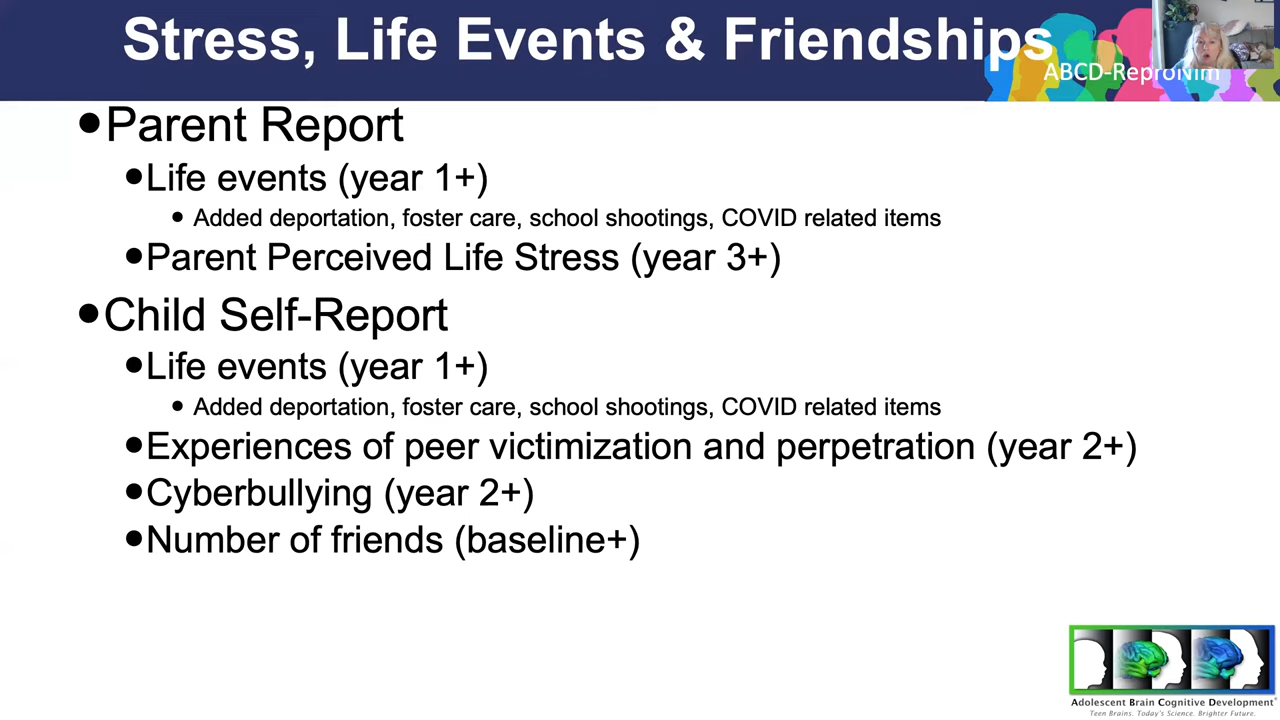 Stress, Life Events & Friendships
ABCD-ReproNim
●Parent Report
●Life events (year 1+)
● Added deportation, foster care, school shootings, COVID related items
●Parent Perceived Life Stress (year 3+)
●Child Self-Report
●Life events (year 1+)
● Added deportation, foster care, school shootings, COVID related items
●Experiences of peer victimization and perpetration (year 2+)
●Cyberbullying (year 2+)
●Number of friends (baseline+)
Adolescent Brain Cognitive Development
Teen Brains. Today's Science. Brighter Future.